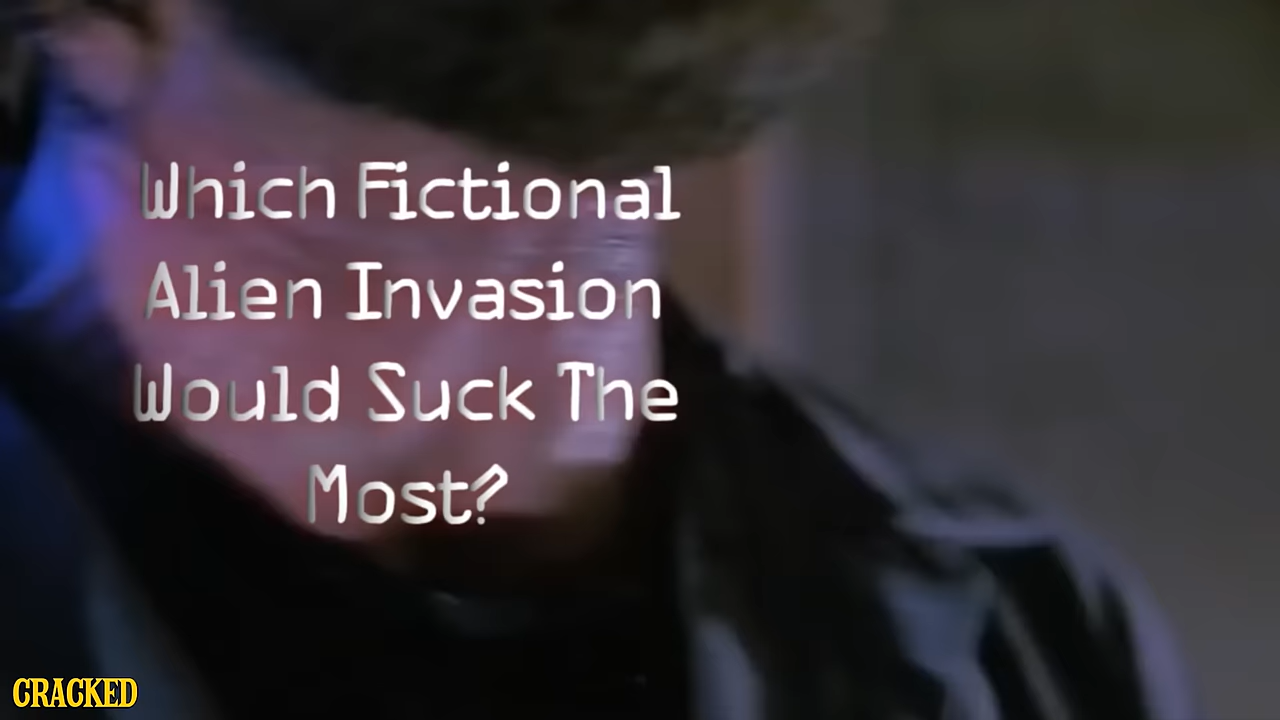 Which Fictional
Alien Invasion
Would Suck The
Most?
CRACKED